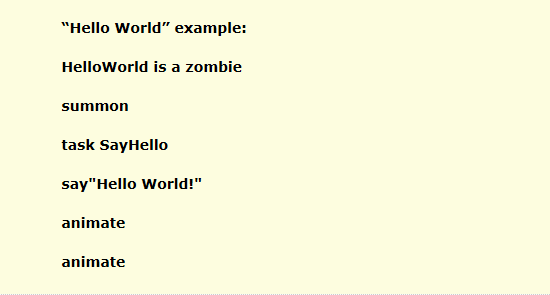 “Hello World” example:
HelloWorld is a zombie
summon
task SayHello
say"Hello World!"
animate
animate